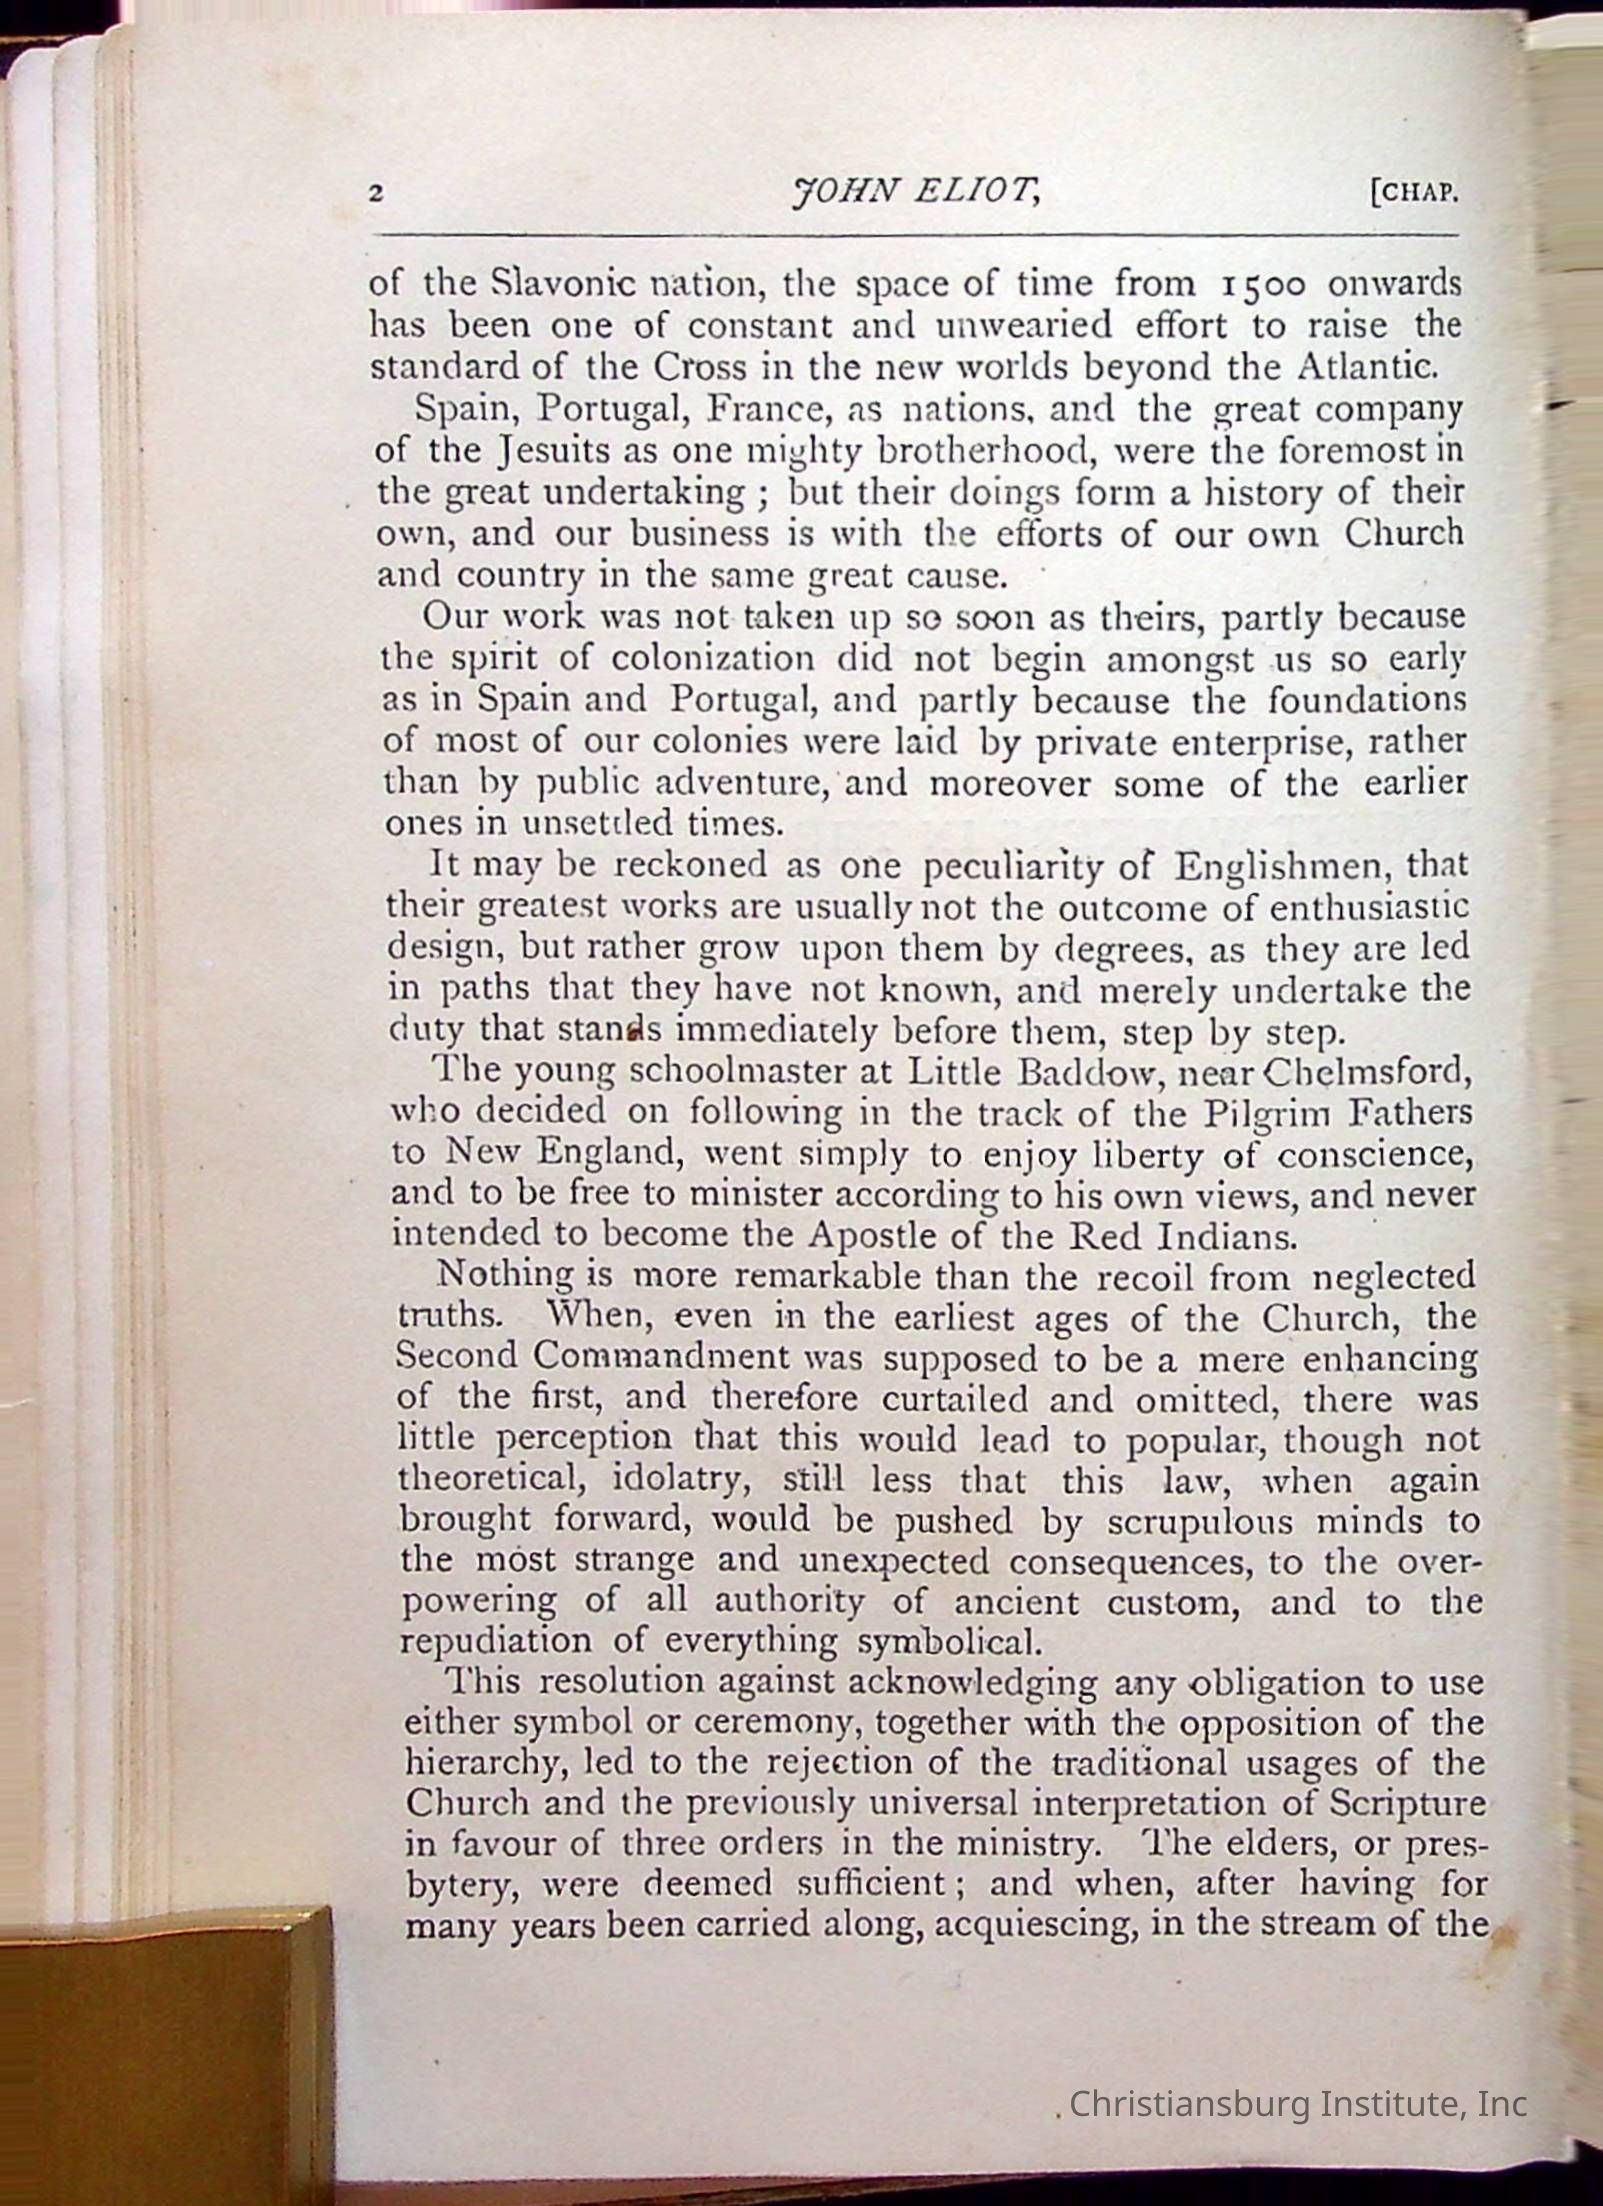 2 JOHN ELIOT, [CHAP.
of the Slavonic nation, the space of time from 1500 onwards
has been one of constant and unwearied effort to raise the
standard of the Cross in the new worlds beyond the Atlantic.
Spain, Portugal, France, as nations, and the great company
of the Jesuits as one mighty brotherhood, were the foremost in
the great undertaking ; but their doings form a history of their
own, and our business is with the efforts of our own Church
and country in the same great cause.
Our work was not taken up so soon as theirs, partly because
the spirit of colonization did not begin amongst us so early
as in Spain and Portugal, and partly because the foundations
of most of our colonies were laid by private enterprise, rather
than by public adventure, and moreover some of the earlier
ones in unsettled times.
It may be reckoned as one peculiarity of Englishmen, that
their greatest works are usually not the outcome of enthusiastic
design, but rather grow upon them by degrees, as they are led
in paths that they have not known, and merely undertake the
duty that stands immediately before them, step by step.
The young schoolmaster at Little Baddow, near Chelmsford,
who decided on following in the track of the Pilgrim Fathers
to New England, went simply to enjoy liberty of conscience,
and to be free to minister according to his own views, and never
intended to become the Apostle of the Red Indians.
Nothing is more remarkable than the recoil from neglected
truths. When, even in the earliest ages of the Church, the
Second Commandment was supposed to be a mere enhancing
of the first, and therefore curtailed and omitted, there was
little perception that this would lead to popular, though not
theoretical, idolatry, still less that this law, when again
brought forward, would be pushed by scrupulous minds to
the most strange and unexpected consequences, to the over-
powering of all authority of ancient custom, and to the
repudiation of everything symbolical.
This resolution against acknowledging any obligation to use
either symbol or ceremony, together with the opposition of the
hierarchy, led to the rejection of the traditional usages of the
Church and the previously universal interpretation of Scripture
in favour of three orders in the ministry. The elders, or pres-
bytery, were deemed sufficient ; and when, after having for
many years been carried along, acquiescing, in the stream of the
Christiansburg Institute, Inc